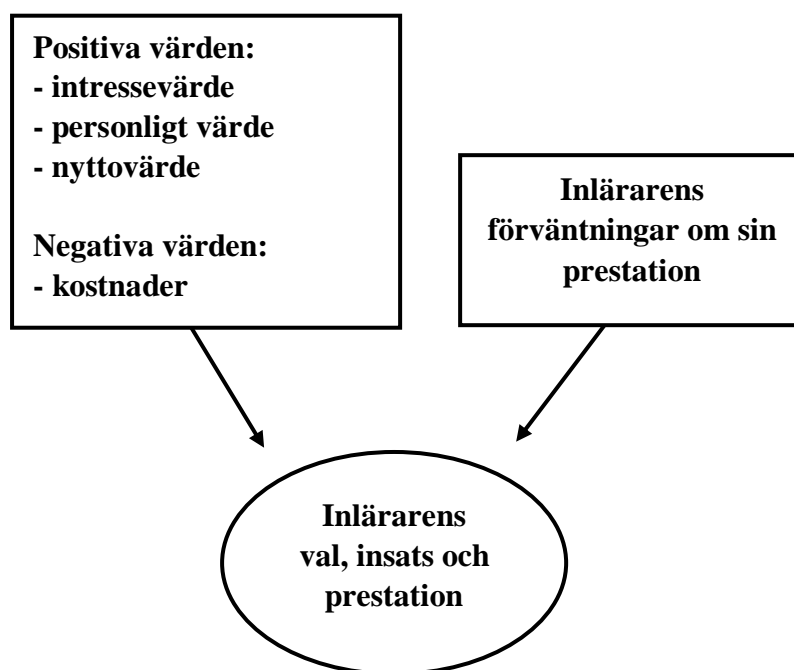 Positiva värden:
- intressevärde
- personligt värde
- nyttovärde
Negativa värden:
- kostnader
Inlärarens
förväntningar om sin
prestation
Inlärarens
val, insats och
prestation